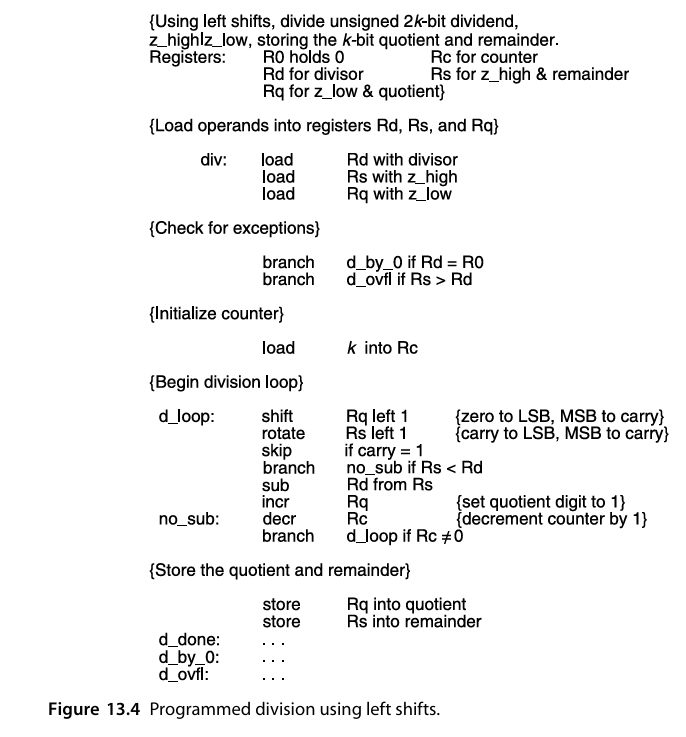 {Using left shifts, divide unsigned 2k-bit dividend,
z_high|z_low, storing the k-bit quotient and remainder.
Registers: R0 holds 0 Rc for counter
Rd for divisor Rs for z_high & remainder
Rq for z_low & quotient}
{Load operands into registers Rd, Rs, and Rq}
div: load Rd with divisor
load Rs with z_high
load Rq with z_low
{Check for exceptions}
branch d_by_0 if Rd = R0
branch d_ovfl if Rs > Rd
{Initialize counter}
load k into Rc
{Begin division loop}
d_loop: shift Rq left 1 {zero to LSB, MSB to carry}
rotate Rs left 1 {carry to LSB, MSB to carry}
skip if carry = 1
branch no_sub if Rs < Rd
sub Rd from Rs
incr Rq {set quotient digit to 1}
no_sub: decr Rc {decrement counter by 1}
branch d_loop if Rc ≠ 0
{Store the quotient and remainder}
store Rq into quotient
store Rs into remainder
d_done: . . .
d_by_0: . . .
d_ovfl: . . .
Figure 13.4 Programmed division using left shifts.